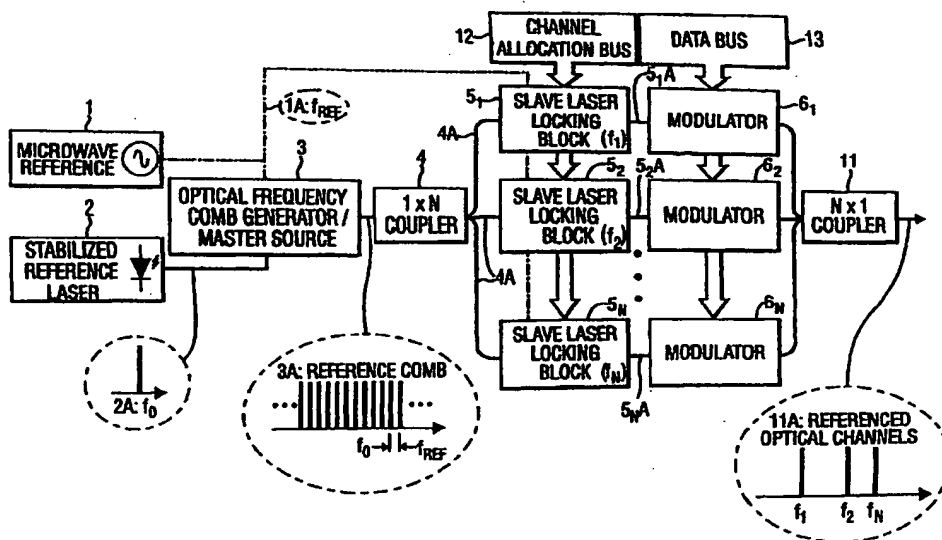 12
CHANNEL
ALLOCATION BUS
DATA BUS
13
1
MICROWAVE
REFERENCE
1A: fREF
2
STABILIZED
REFERENCE
LASER
3
OPTICAL FREQUENCY
COMB GENERATOR /
MASTER SOURCE
4
1 x N
COUPLER
4A
4A
5₁
SLAVE LASER
LOCKING
BLOCK (f₁)
5₁A
6₁
MODULATOR
5₂
SLAVE LASER
LOCKING
BLOCK (f₂)
5₂A
6₂
MODULATOR
5N
SLAVE LASER
LOCKING
BLOCK (fN)
5NA
6N
MODULATOR
11
N x 1
COUPLER
2A: f₀
3A: REFERENCE COMB
f₀ fREF
11A: REFERENCED
OPTICAL CHANNELS
f₁ f₂ fN